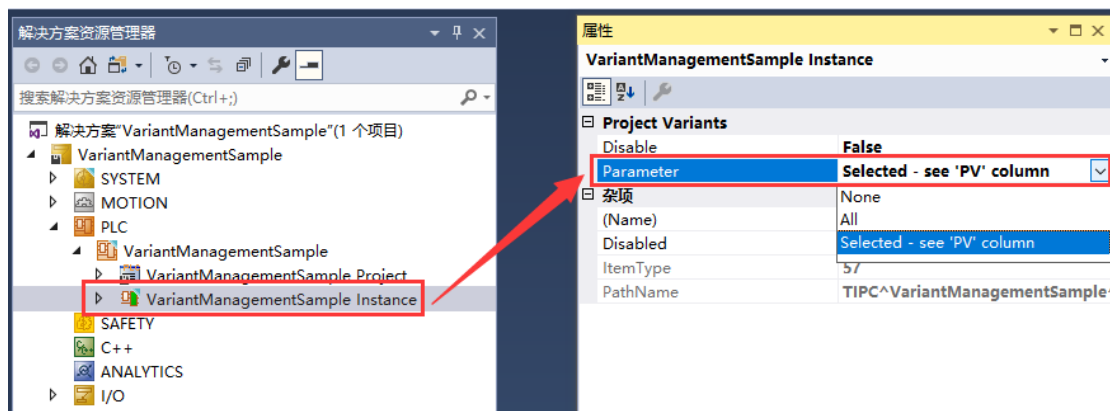 解决方案资源管理器
搜索解决方案资源管理器(Ctrl+;)
解决方案"VariantManagementSample"(1 个项目)
VariantManagementSample
SYSTEM
MOTION
PLC
VariantManagementSample
VariantManagementSample Project
VariantManagementSample Instance
SAFETY
C++
ANALYTICS
I/O
属性
VariantManagementSample Instance
Project Variants
Disable False
Parameter Selected - see 'PV' column
杂项 None
(Name) All
Disabled Selected - see 'PV' column
ItemType 57
PathName TIPC^VariantManagementSample^